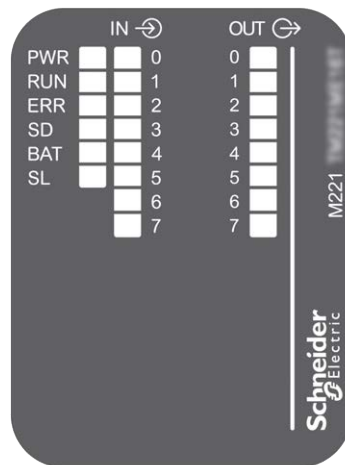 IN OUT
PWR 0 0
RUN 1 1
ERR 2 2
SD 3 3
BAT 4 4
SL 5 5
6 6
7 7
M221
Schneider
Electric